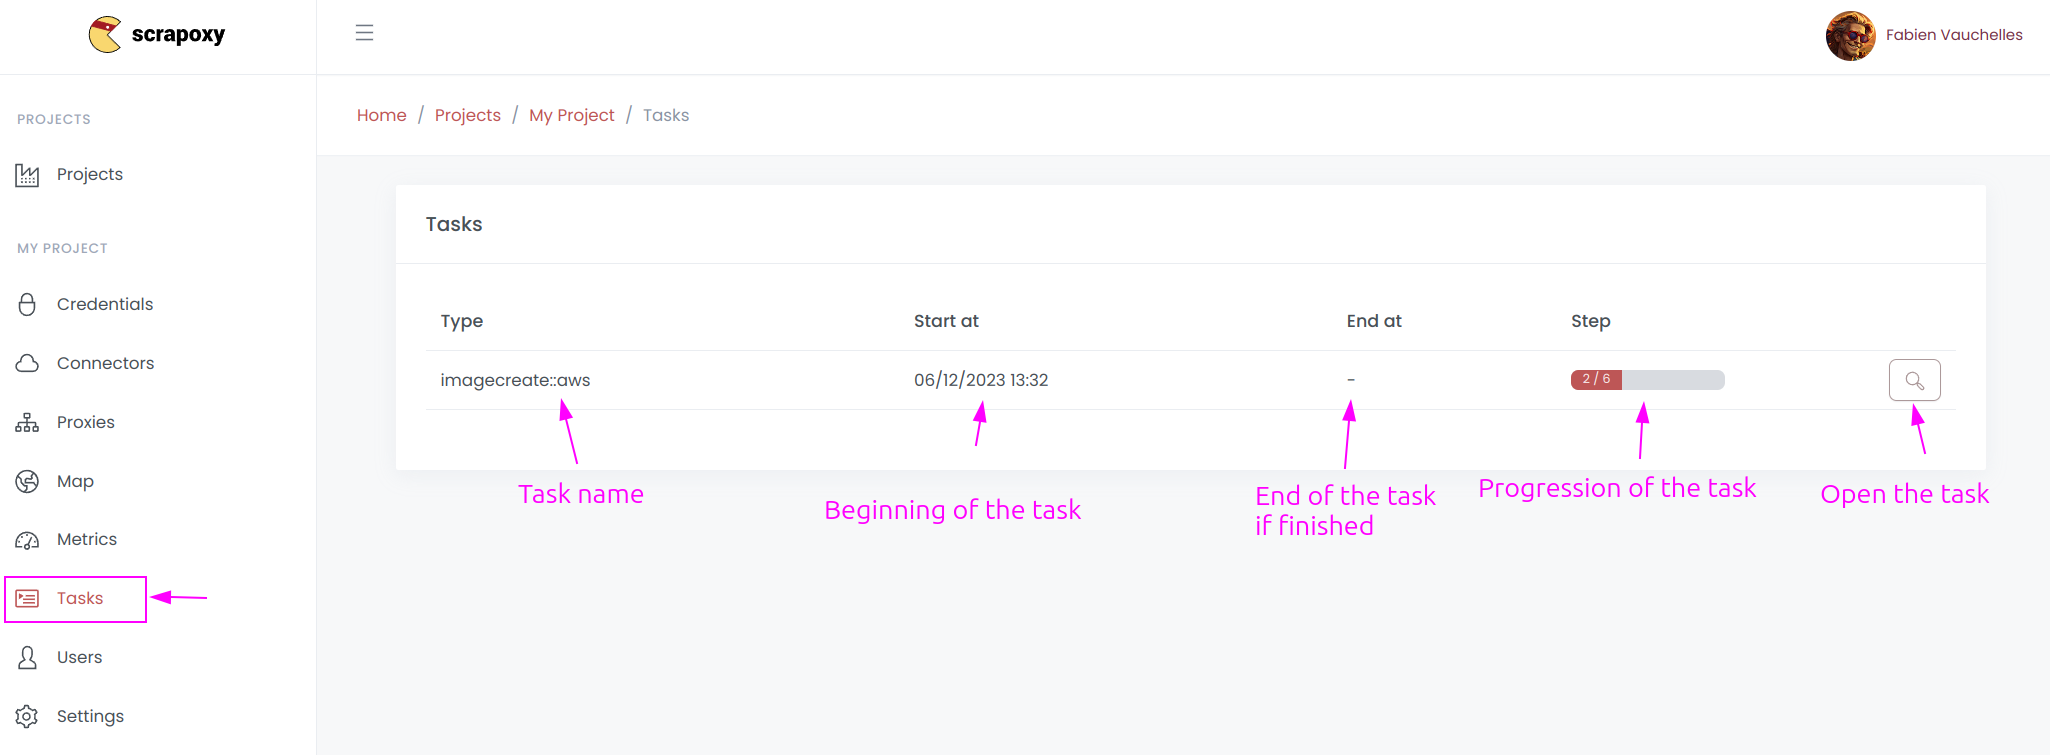 scrapoxy
Fabien Vauchelles
Home / Projects / My Project / Tasks
PROJECTS
Projects
MY PROJECT
Credentials
Connectors
Proxies
Map
Metrics
Tasks
Users
Settings
Tasks
Type Start at End at Step
imagecreate::aws 06/12/2023 13:32 - 2 / 6
Task name
Beginning of the task
End of the task
if finished
Progression of the task
Open the task